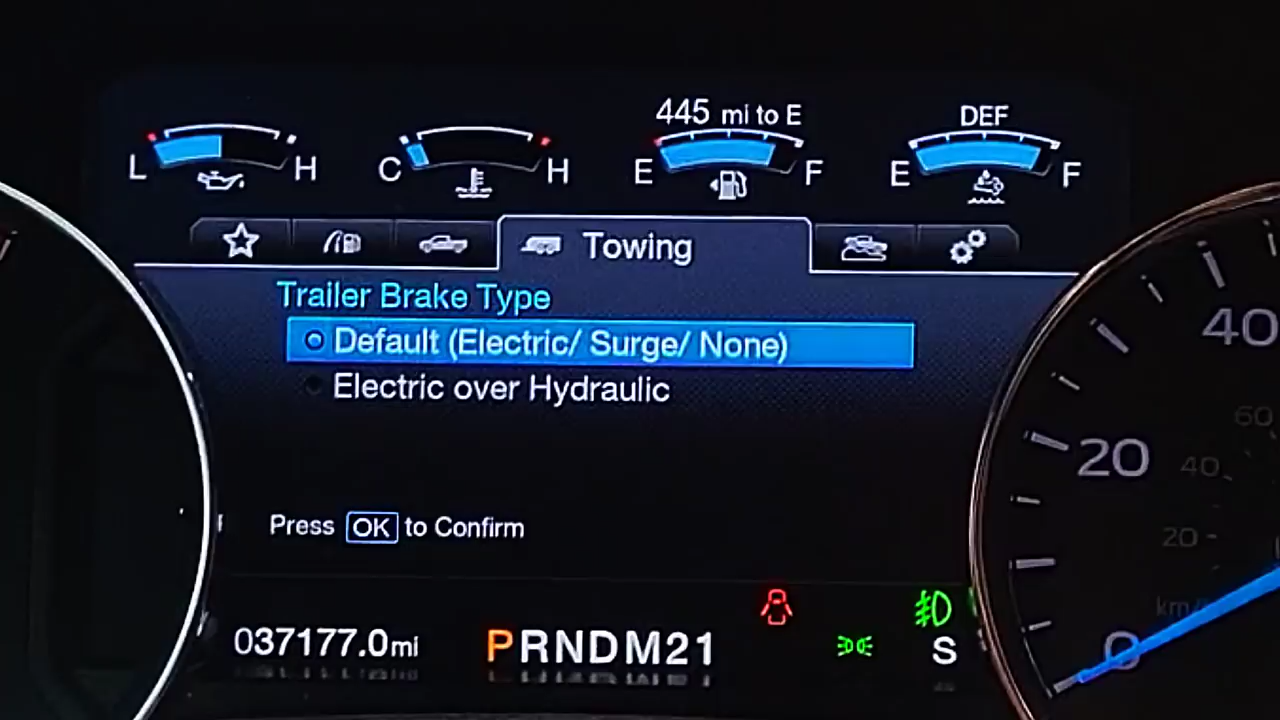 445 mi to E
DEF
L H
C H
E F
E F
Towing
Trailer Brake Type
Default (Electric/ Surge/ None)
Electric over Hydraulic
Press OK to Confirm
037177.0mi
PRNDM21
S
40
20
0
60
40
20
km/